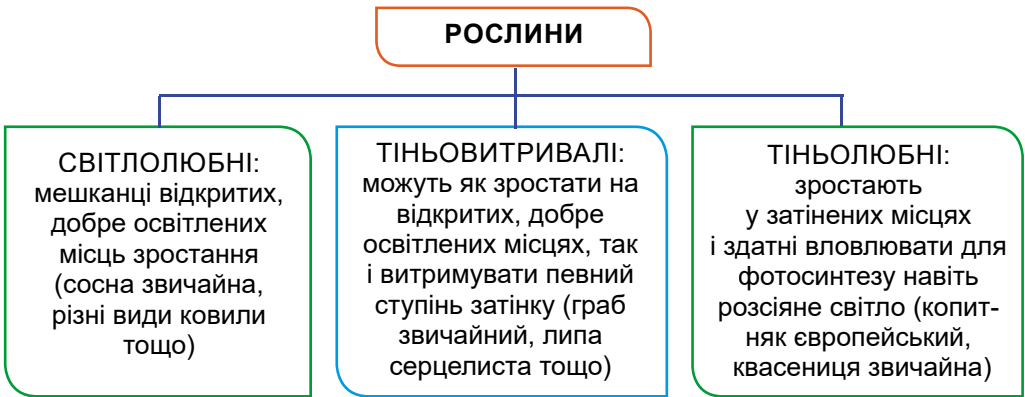 РОСЛИНИ
СВІТЛОЛЮБНІ:
мешканці відкритих,
добре освітлених
місць зростання
(сосна звичайна,
різні види ковили
тощо)
ТІНЬОВИТРИВАЛІ:
можуть як зростати на
відкритих, добре
освітлених місцях, так
і витримувати певний
ступінь затінку (граб
звичайний, липа
серцелиста тощо)
ТІНЬОЛЮБНІ:
зростають
у затінених місцях
і здатні вловлювати для
фотосинтезу навіть
розсіяне світло (копит-
няк європейський,
квасениця звичайна)